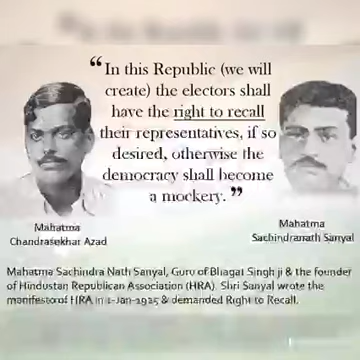 “In this Republic (we will
create) the electors shall
have the right to recall
their representatives, if so
desired, otherwise the
democracy shall become
a mockery.”
Mahatma
Chandrasekhar Azad
Mahatma
Sachindranath Sanyal
Mahatma Sachindra Nath Sanyal, Guru of Bhagat Singh ji & the founder
of Hindustan Republican Association (HRA). Shri Sanyal wrote the
manifesto of HRA in 1-Jan-1925 & demanded Right to Recall.